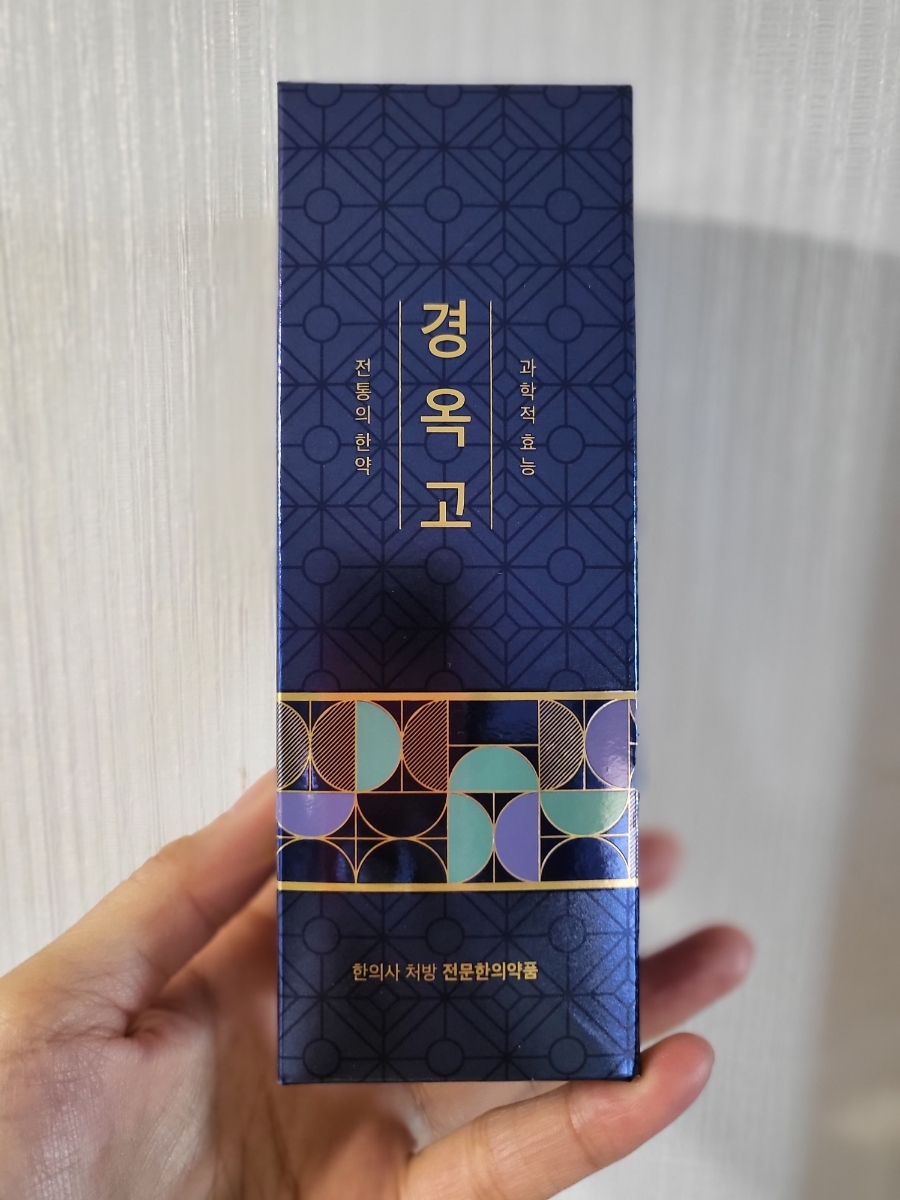 전통의 한약
경옥고
과학적 효능
한의사 처방 전문한의약품